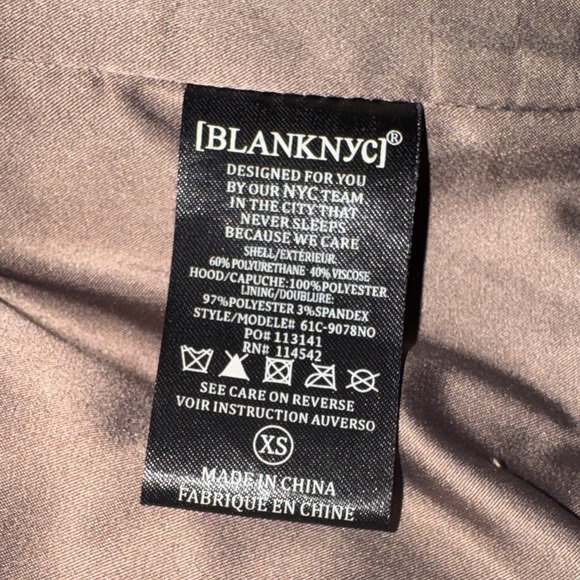 [BLANKNYC]®
DESIGNED FOR YOU
BY OUR NYC TEAM
IN THE CITY THAT
NEVER SLEEPS
BECAUSE WE CARE
SHELL/EXTÉRIEUR:
60% POLYURETHANE 40% VISCOSE
HOOD/CAPUCHE:100% POLYESTER
LINING/DOUBLURE:
97%POLYESTER 3%SPANDEX
STYLE/MODELE# 61C-9078NO
PO# 113141
RN# 114542
SEE CARE ON REVERSE
VOIR INSTRUCTION AUVERSO
XS
MADE IN CHINA
FABRIQUE EN CHINE